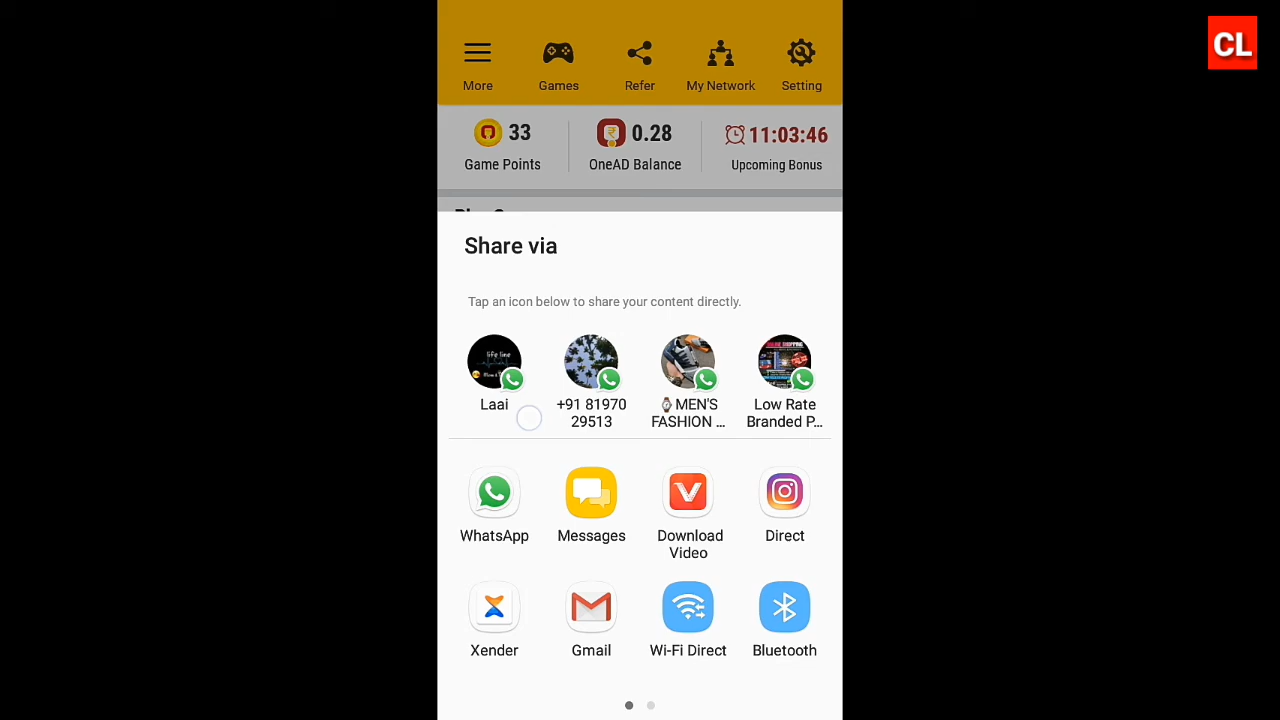 CL
More Games Refer My Network Setting
33 0.28 11:03:46
Game Points OneAD Balance Upcoming Bonus
Share via
Tap an icon below to share your content directly.
life line
Laai +91 81970 29513 ⌚MEN'S FASHION ... Low Rate Branded P...
WhatsApp Messages Download Video Direct
Xender Gmail Wi-Fi Direct Bluetooth